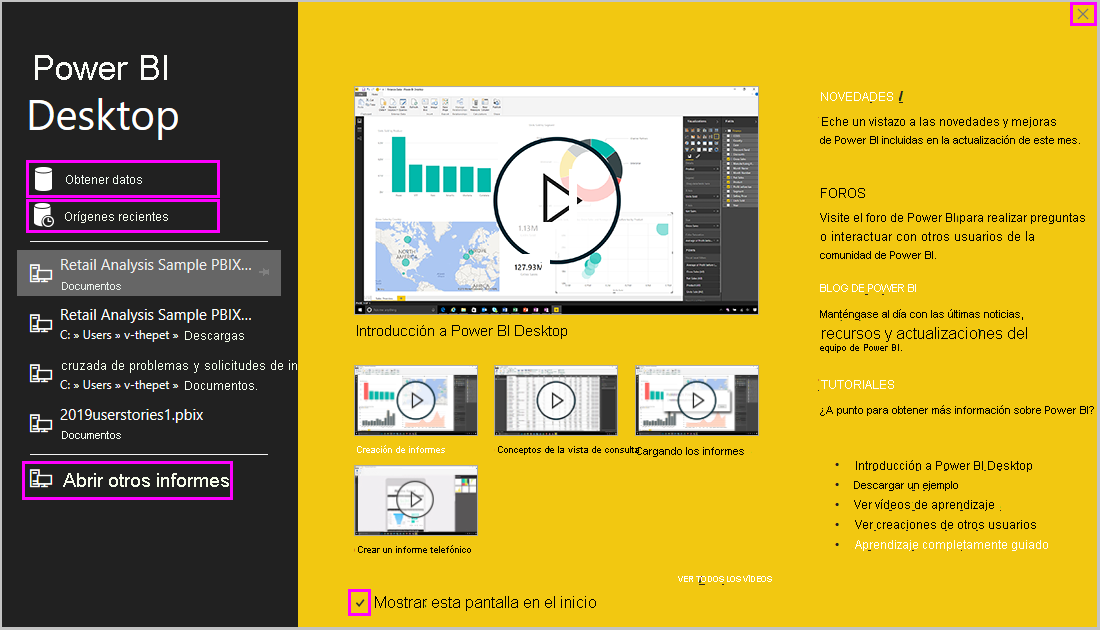 Power BI
Desktop
Obtener datos
Orígenes recientes
Retail Analysis Sample PBIX...
Documentos
Retail Analysis Sample PBIX...
C: » Users » v-thepet » Descargas
cruzada de problemas y solicitudes de in
C: » Users » v-thepet » Documentos.
2019userstories1.pbix
Documentos
Abrir otros informes
1.13M
127.93M
Introducción a Power BI Desktop
Creación de informes
Conceptos de la vista de consulta
Cargando los informes
Crear un informe telefónico
VER TODOS LOS VÍDEOS
Mostrar esta pantalla en el inicio
NOVEDADES
Eche un vistazo a las novedades y mejoras
de Power BI incluidas en la actualización de este mes.
FOROS
Visite el foro de Power BI para realizar preguntas
o interactuar con otros usuarios de la
comunidad de Power BI.
BLOG DE POWER BI
Manténgase al día con las últimas noticias,
recursos y actualizaciones del
equipo de Power BI.
TUTORIALES
¿A punto para obtener más información sobre Power BI?
• Introducción a Power BI Desktop
• Descargar un ejemplo
• Ver vídeos de aprendizaje
• Ver creaciones de otros usuarios
• Aprendizaje completamente guiado